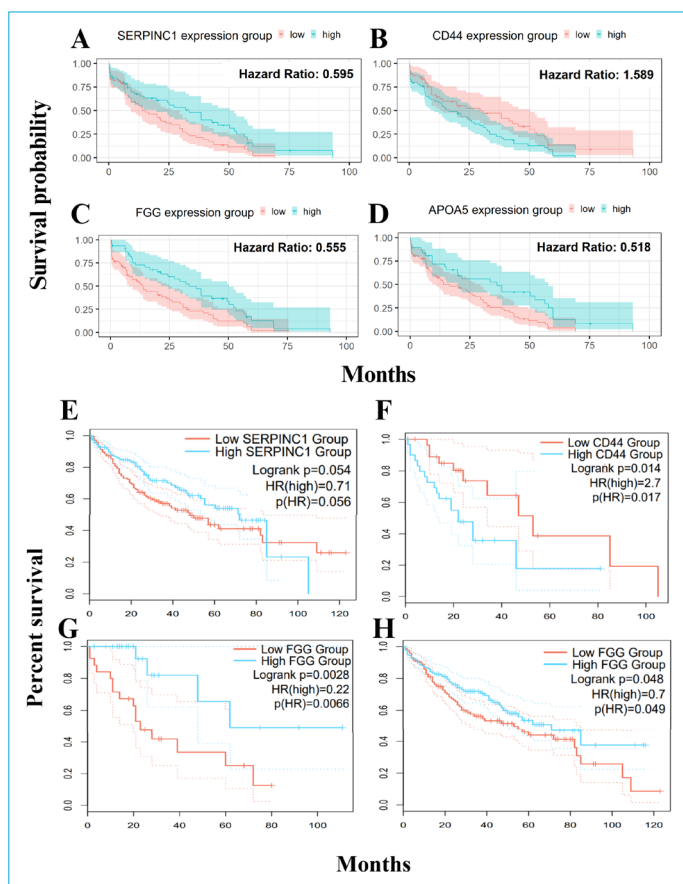 A
SERPINC1 expression group low high
Hazard Ratio: 0.595
1.00
0.75
0.50
0.25
0.00
0 25 50 75 100
B
CD44 expression group low high
Hazard Ratio: 1.589
1.00
0.75
0.50
0.25
0.00
0 25 50 75 100
Survival probability
C
FGG expression group low high
Hazard Ratio: 0.555
1.00
0.75
0.50
0.25
0.00
0 25 50 75 100
D
APOA5 expression group low high
Hazard Ratio: 0.518
1.00
0.75
0.50
0.25
0.00
0 25 50 75 100
Months
E
Low SERPINC1 Group
High SERPINC1 Group
Logrank p=0.054
HR(high)=0.71
p(HR)=0.056
1.0
0.8
0.6
0.4
0.2
0.0
0 20 40 60 80 100 120
F
Low CD44 Group
High CD44 Group
Logrank p=0.014
HR(high)=2.7
p(HR)=0.017
1.0
0.8
0.6
0.4
0.2
0.0
0 20 40 60 80 100
Percent survival
G
Low FGG Group
High FGG Group
Logrank p=0.0028
HR(high)=0.22
p(HR)=0.0066
1.0
0.8
0.6
0.4
0.2
0.0
0 20 40 60 80 100
H
Low FGG Group
High FGG Group
Logrank p=0.048
HR(high)=0.7
p(HR)=0.049
1.0
0.8
0.6
0.4
0.2
0.0
0 20 40 60 80 100 120
Months